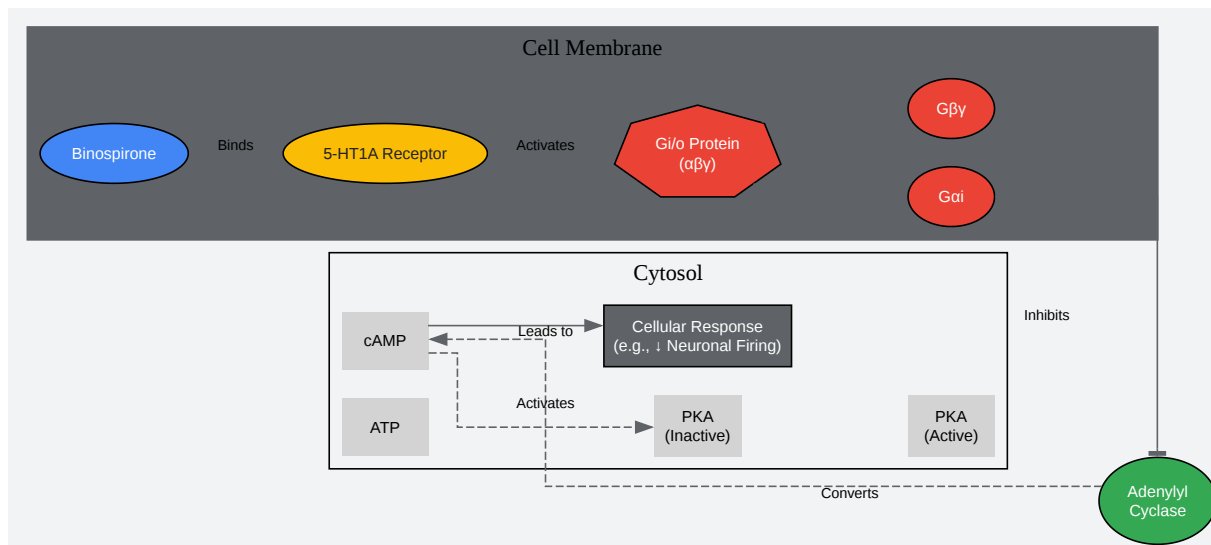 Cell Membrane
Binospirone
Binds
5-HT1A Receptor
Activates
Gi/o Protein
(αβγ)
Gβγ
Gαi
Cytosol
cAMP
Leads to
Cellular Response
(e.g., ↓ Neuronal Firing)
Inhibits
Activates
ATP
PKA
(Inactive)
PKA
(Active)
Converts
Adenylyl
Cyclase